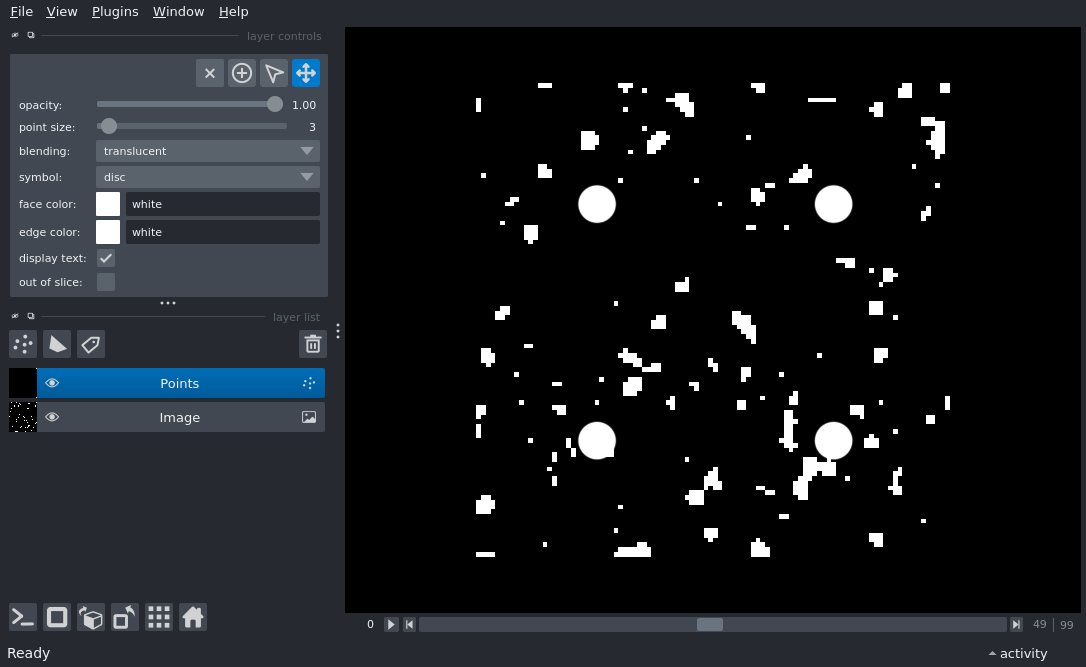 File View Plugins Window Help
layer controls
opacity: 1.00
point size: 3
blending: translucent
symbol: disc
face color: white
edge color: white
display text:
out of slice:
layer list
Points
Image
0 49 | 99
Ready activity